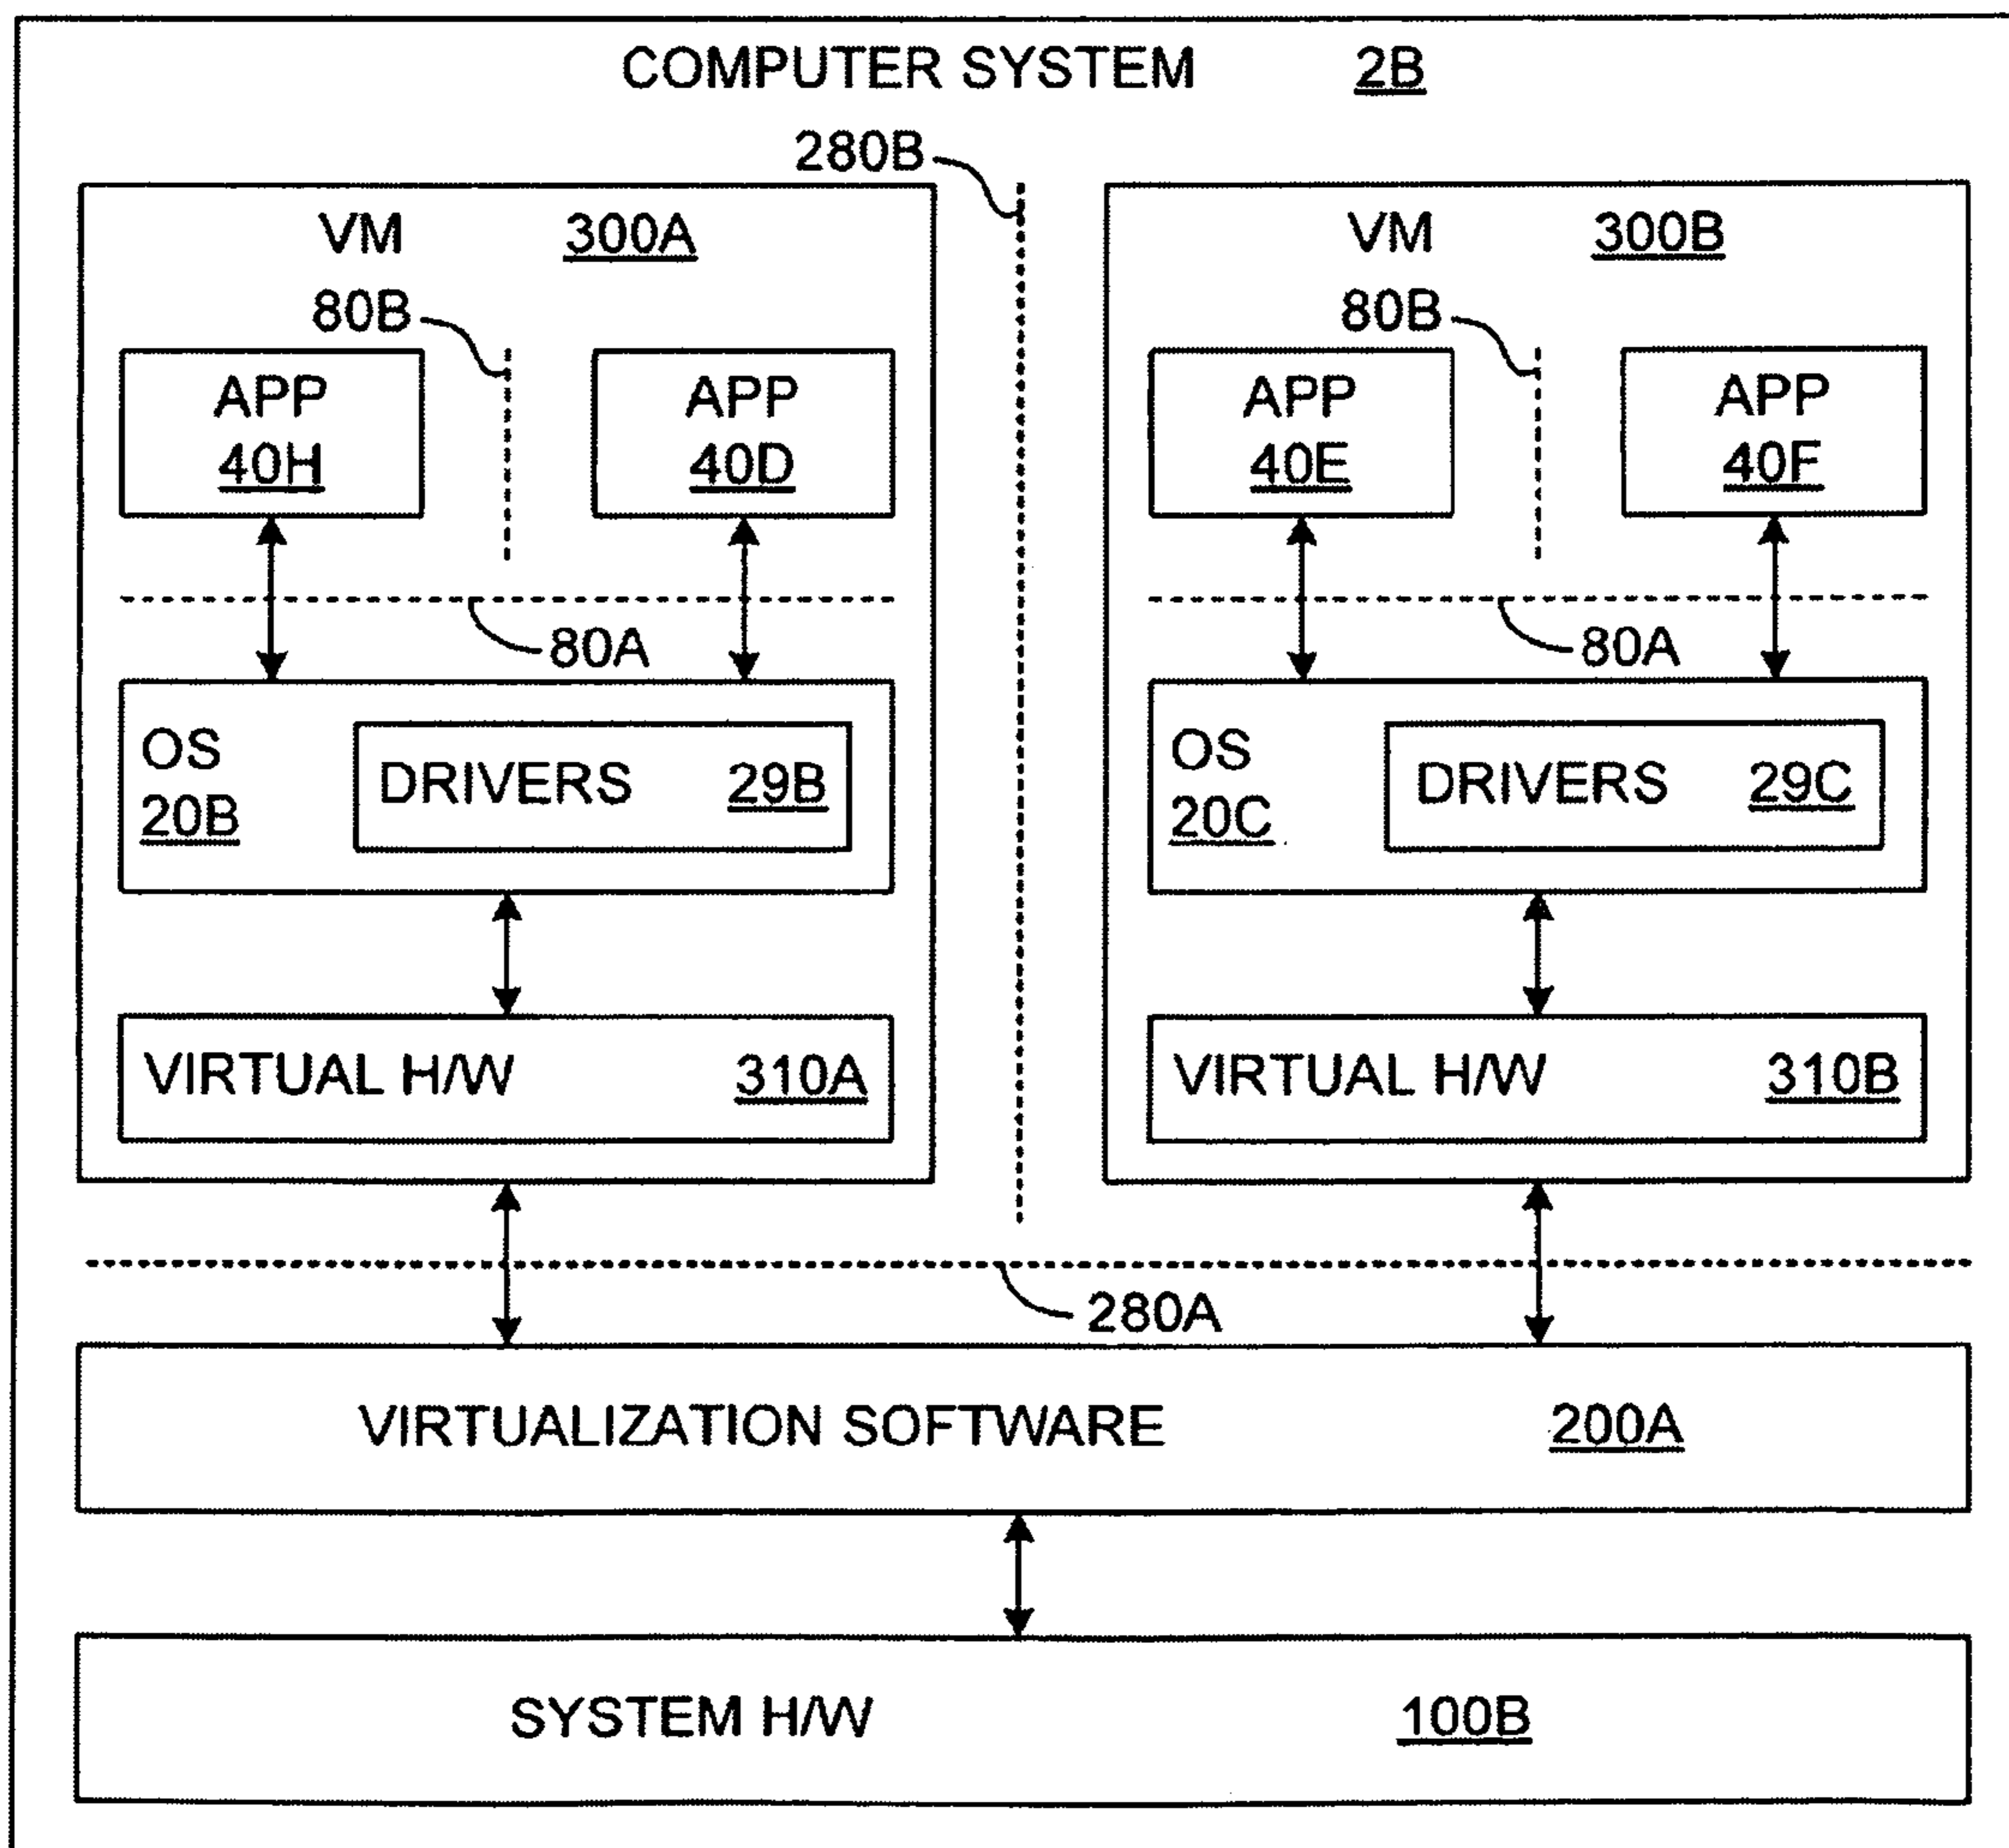 COMPUTER SYSTEM 2B
280B
VM 300A
80B
APP
40H
APP
40D
80A
OS
20B
DRIVERS 29B
VIRTUAL H/W 310A
VM 300B
80B
APP
40E
APP
40F
80A
OS
20C
DRIVERS 29C
VIRTUAL H/W 310B
280A
VIRTUALIZATION SOFTWARE 200A
SYSTEM H/W 100B